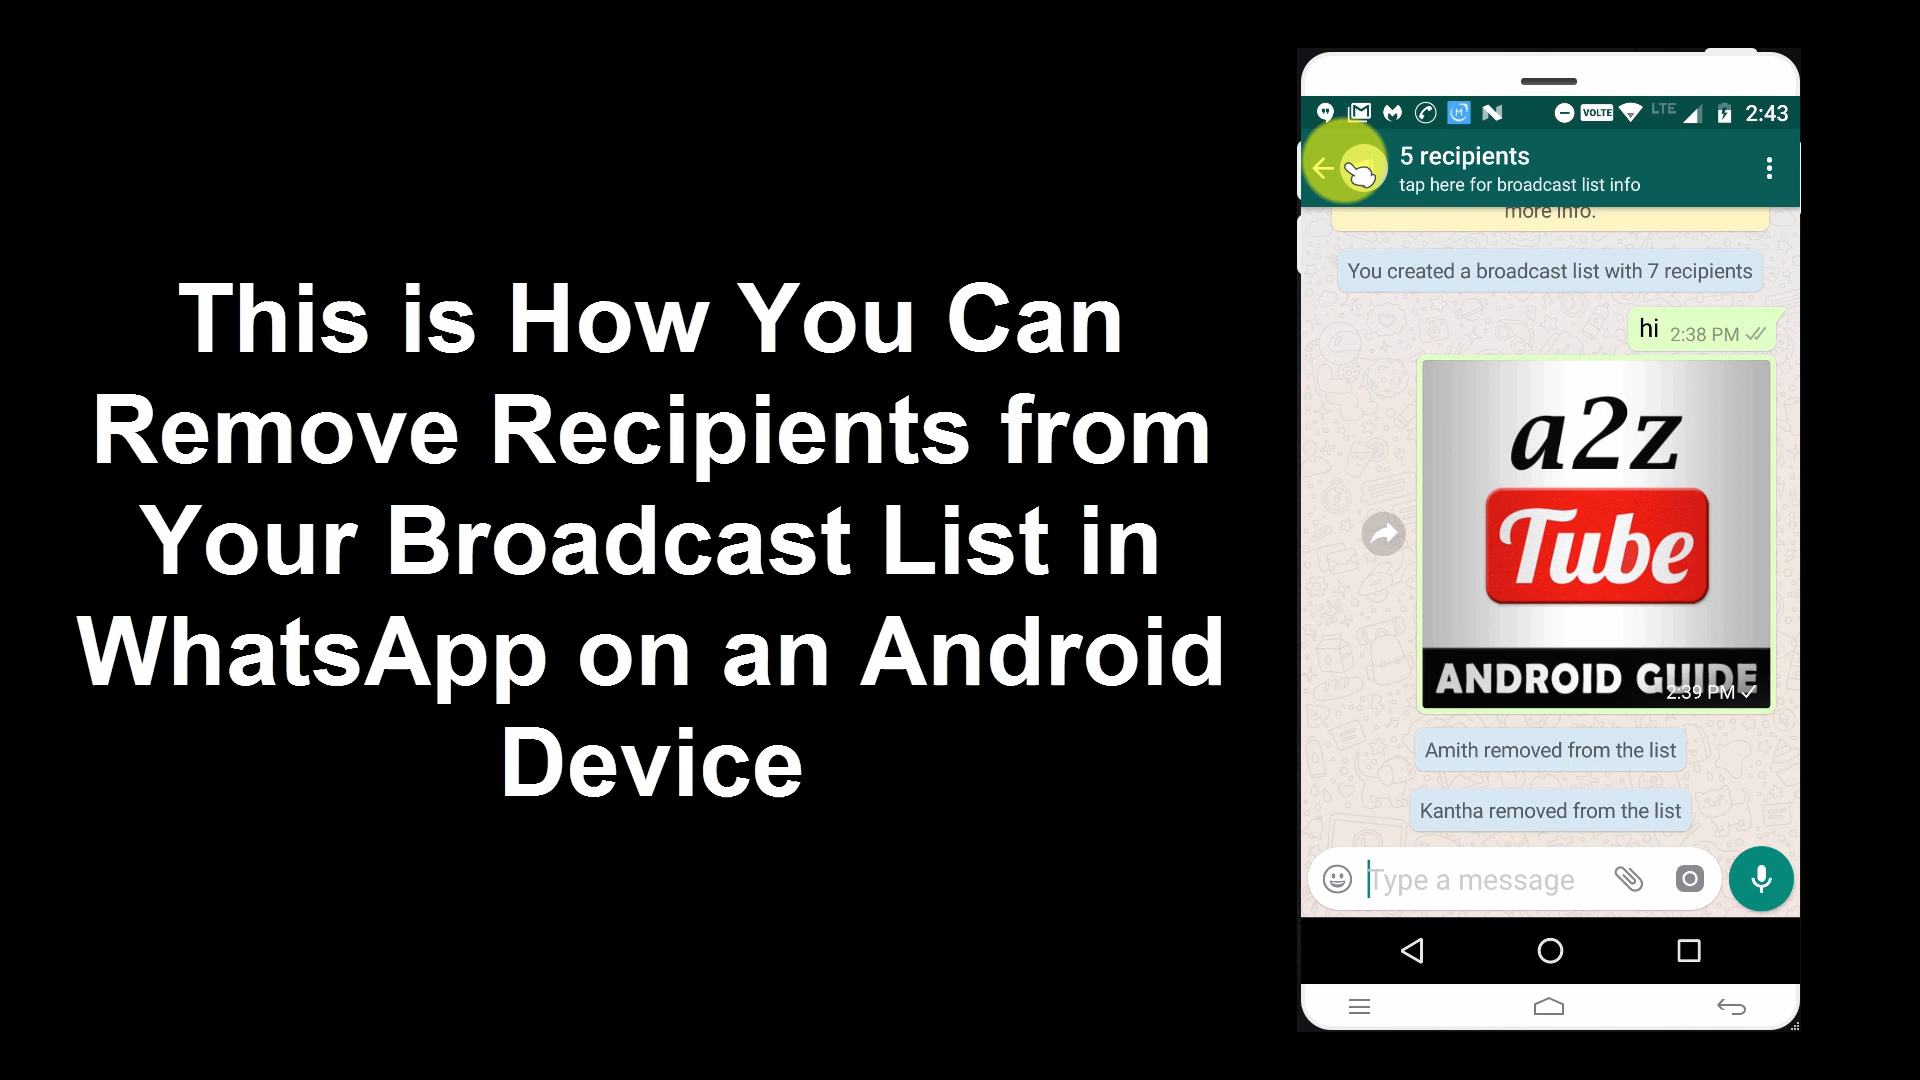 This is How You Can
Remove Recipients from
Your Broadcast List in
WhatsApp on an Android
Device
VOLTE LTE 2:43
5 recipients
tap here for broadcast list info
more info.
You created a broadcast list with 7 recipients
hi 2:38 PM
a2z
Tube
ANDROID GUIDE
2:39 PM
Amith removed from the list
Kantha removed from the list
Type a message